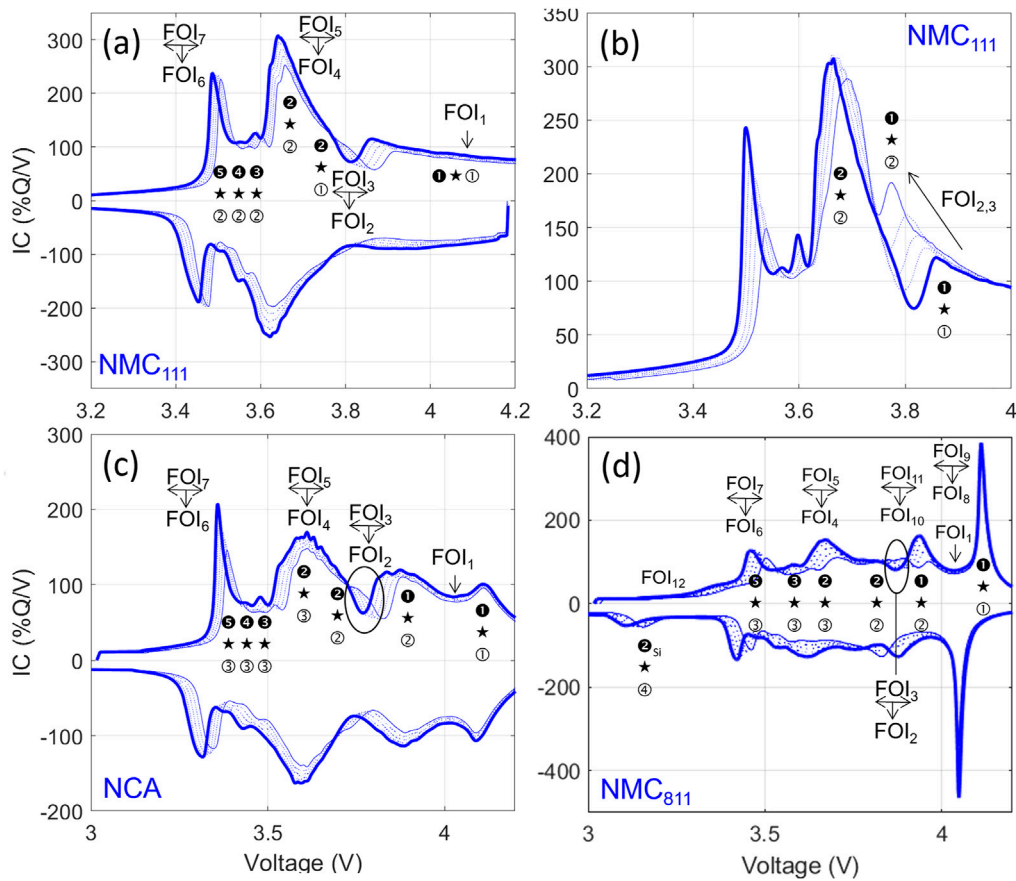 (a)
300
200
100
0
-100
-200
-300
IC (%Q/V)
FOI₇
FOI₆
FOI₅
FOI₄
FOI₁
❷
★
②
❷
★
①
❶★①
❺ ❹ ❸
★ ★ ★
② ② ②
FOI₃
FOI₂
NMC₁₁₁
3.2 3.4 3.6 3.8 4 4.2
(b)
NMC₁₁₁
350
300
250
200
150
100
50
0
❶
★
②
❷
★
②
FOI₂,₃
❶
★
①
3.2 3.4 3.6 3.8 4
(c)
300
200
100
0
-100
-200
IC (%Q/V)
FOI₇
FOI₆
FOI₅
FOI₄
FOI₃
FOI₂
FOI₁
❷
★
③
❷
★
②
❶
★
②
❶
★
①
❺ ❹ ❸
★ ★ ★
③ ③ ③
NCA
3 3.5 4
Voltage (V)
(d)
400
200
0
-200
-400
FOI₇
FOI₆
FOI₅
FOI₄
FOI₁₁
FOI₁₀
FOI₉
FOI₈
FOI₁
FOI₁₂
❺ ❸ ❷ ❷ ❶
★ ★ ★ ★ ★
③ ③ ③ ② ②
❶
★
①
❷Si
★
④
FOI₃
FOI₂
NMC₈₁₁
3 3.5 4
Voltage (V)